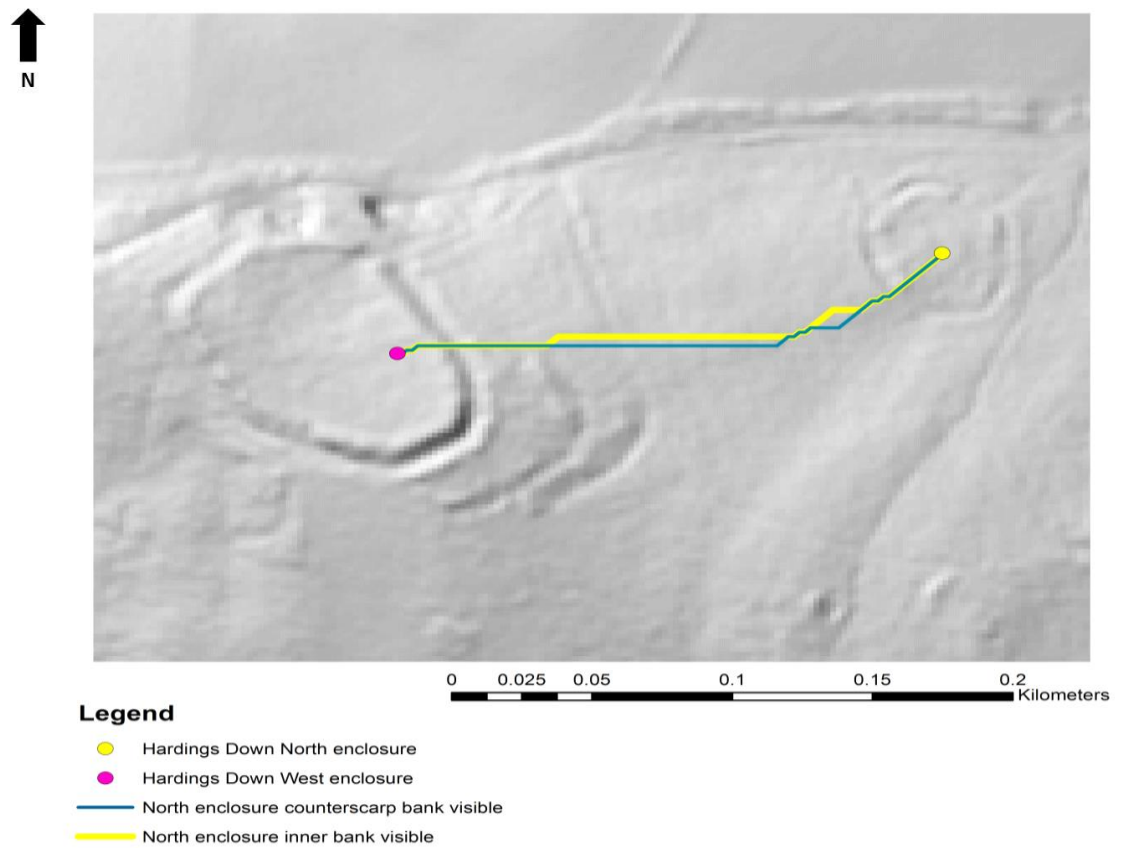 N
0 0.025 0.05 0.1 0.15 0.2
Kilometers
Legend
Hardings Down North enclosure
Hardings Down West enclosure
North enclosure counterscarp bank visible
North enclosure inner bank visible